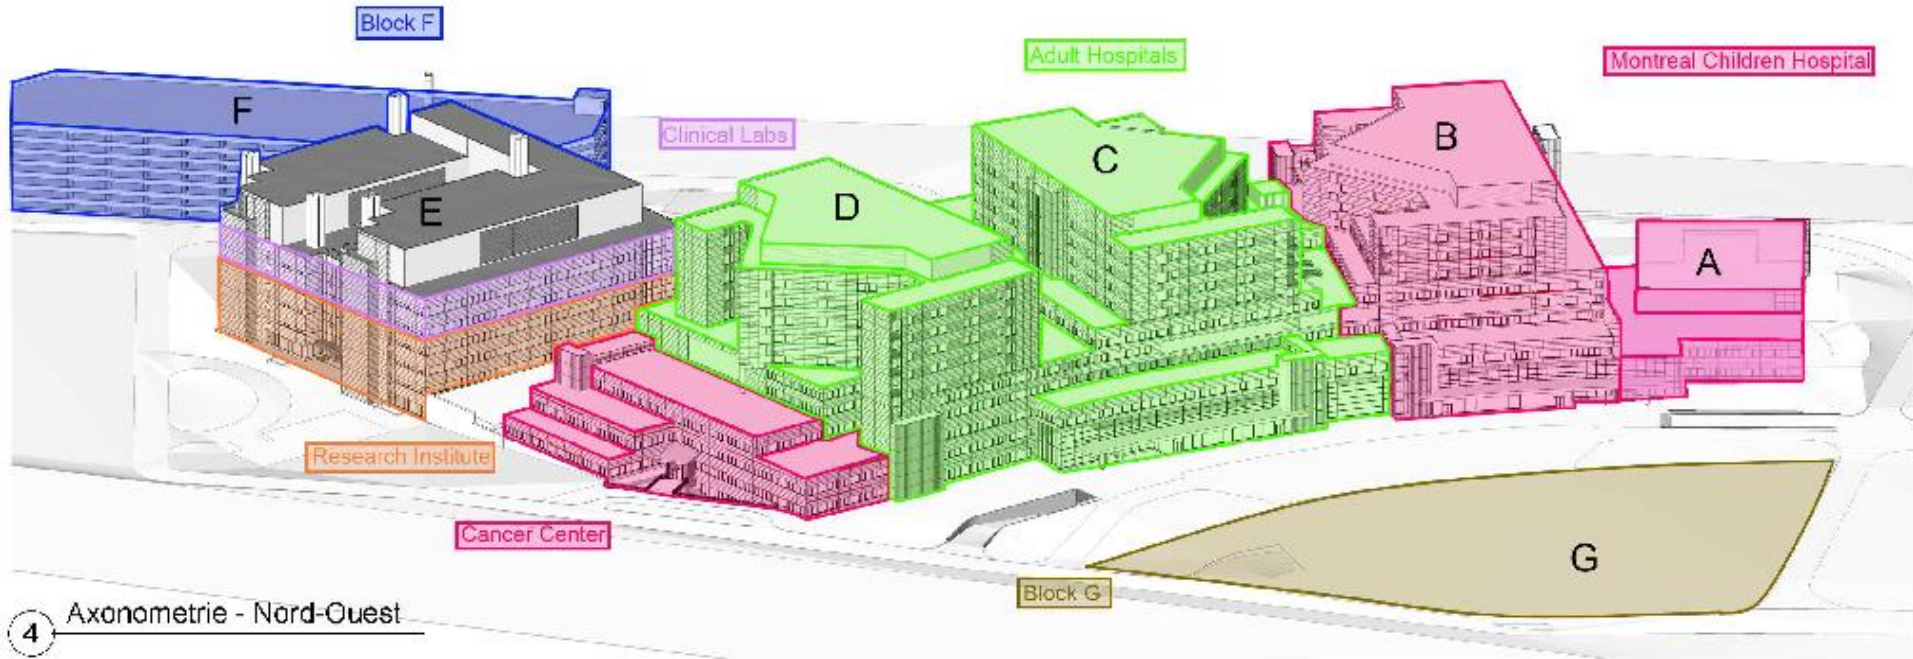 Block F
Adult Hospitals
Montreal Children Hospital
F
Clinical Labs
B
C
D
E
A
Research Institute
Cancer Center
G
Block G
4 Axonometrie - Nord-Ouest